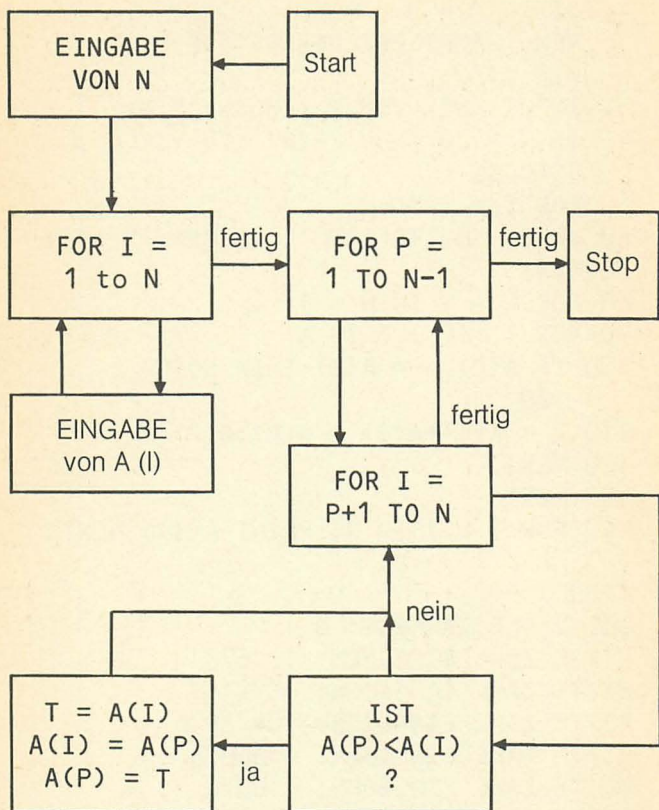 EINGABE
VON N
Start
FOR I =
1 to N
fertig
FOR P =
1 TO N-1
fertig
Stop
EINGABE
von A (I)
fertig
FOR I =
P+1 TO N
nein
T = A(I)
A(I) = A(P)
A(P) = T
ja
IST
A(P)<A(I)
?